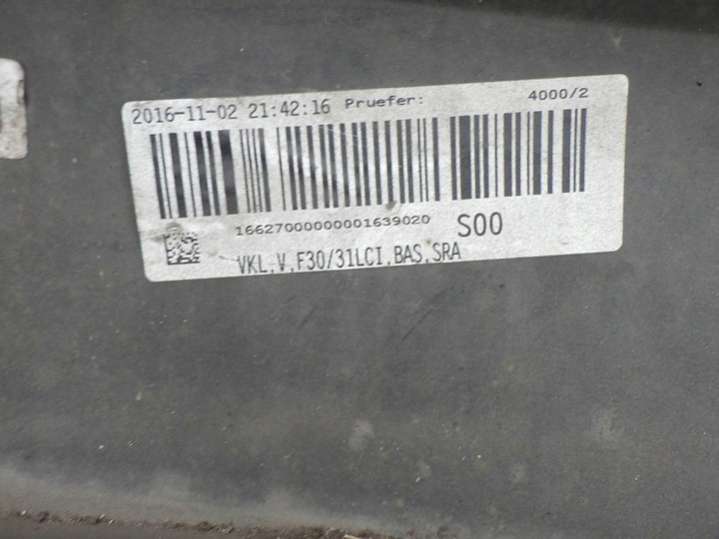 2016-11-02 21:42:16 Pruefer: 4000/2
16627000000001639020 S00
VKL,V,F30/31LCI,BAS,SRA